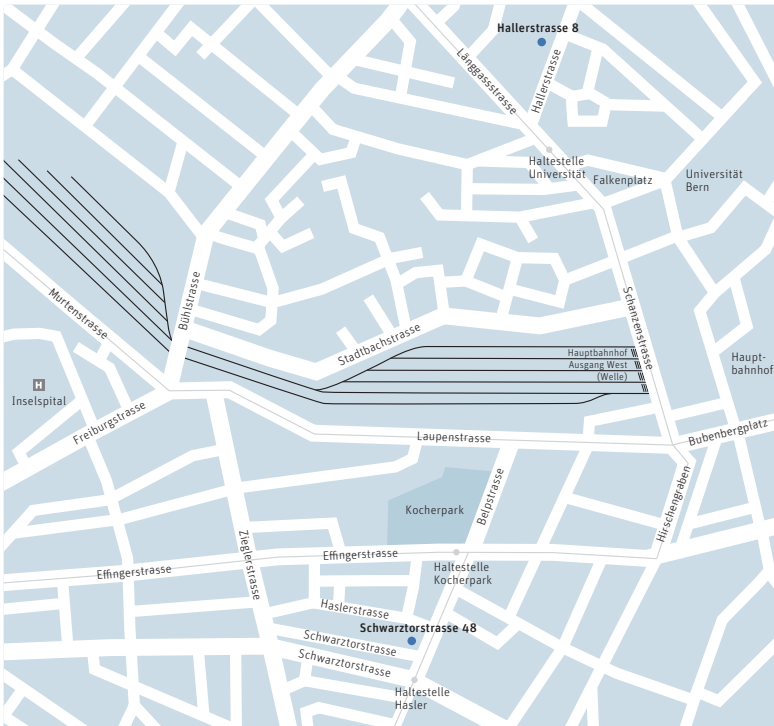 Hallerstrasse 8
Länggassstrasse
Hallerstrasse
Haltestelle
Universität
Falkenplatz
Universität
Bern
Murtenstrasse
Bühlstrasse
Schanzenstrasse
Stadtbachstrasse
Hauptbahnhof
Ausgang West
(Welle)
Haupt-
bahnhof
H
Inselspital
Freiburgstrasse
Laupenstrasse
Bubenbergplatz
Kocherpark
Belpstrasse
Hirschengraben
Zieglerstrasse
Effingerstrasse
Effingerstrasse
Haltestelle
Kocherpark
Haslerstrasse
Schwarztorstrasse 48
Schwarztorstrasse
Schwarztorstrasse
Haltestelle
Hasler